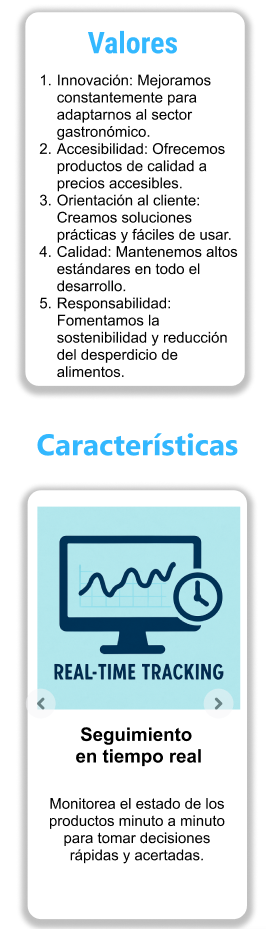 Valores
1. Innovación: Mejoramos
constantemente para
adaptarnos al sector
gastronómico.
2. Accesibilidad: Ofrecemos
productos de calidad a
precios accesibles.
3. Orientación al cliente:
Creamos soluciones
prácticas y fáciles de usar.
4. Calidad: Mantenemos altos
estándares en todo el
desarrollo.
5. Responsabilidad:
Fomentamos la
sostenibilidad y reducción
del desperdicio de
alimentos.
Características
REAL-TIME TRACKING
Seguimiento
en tiempo real
Monitorea el estado de los
productos minuto a minuto
para tomar decisiones
rápidas y acertadas.